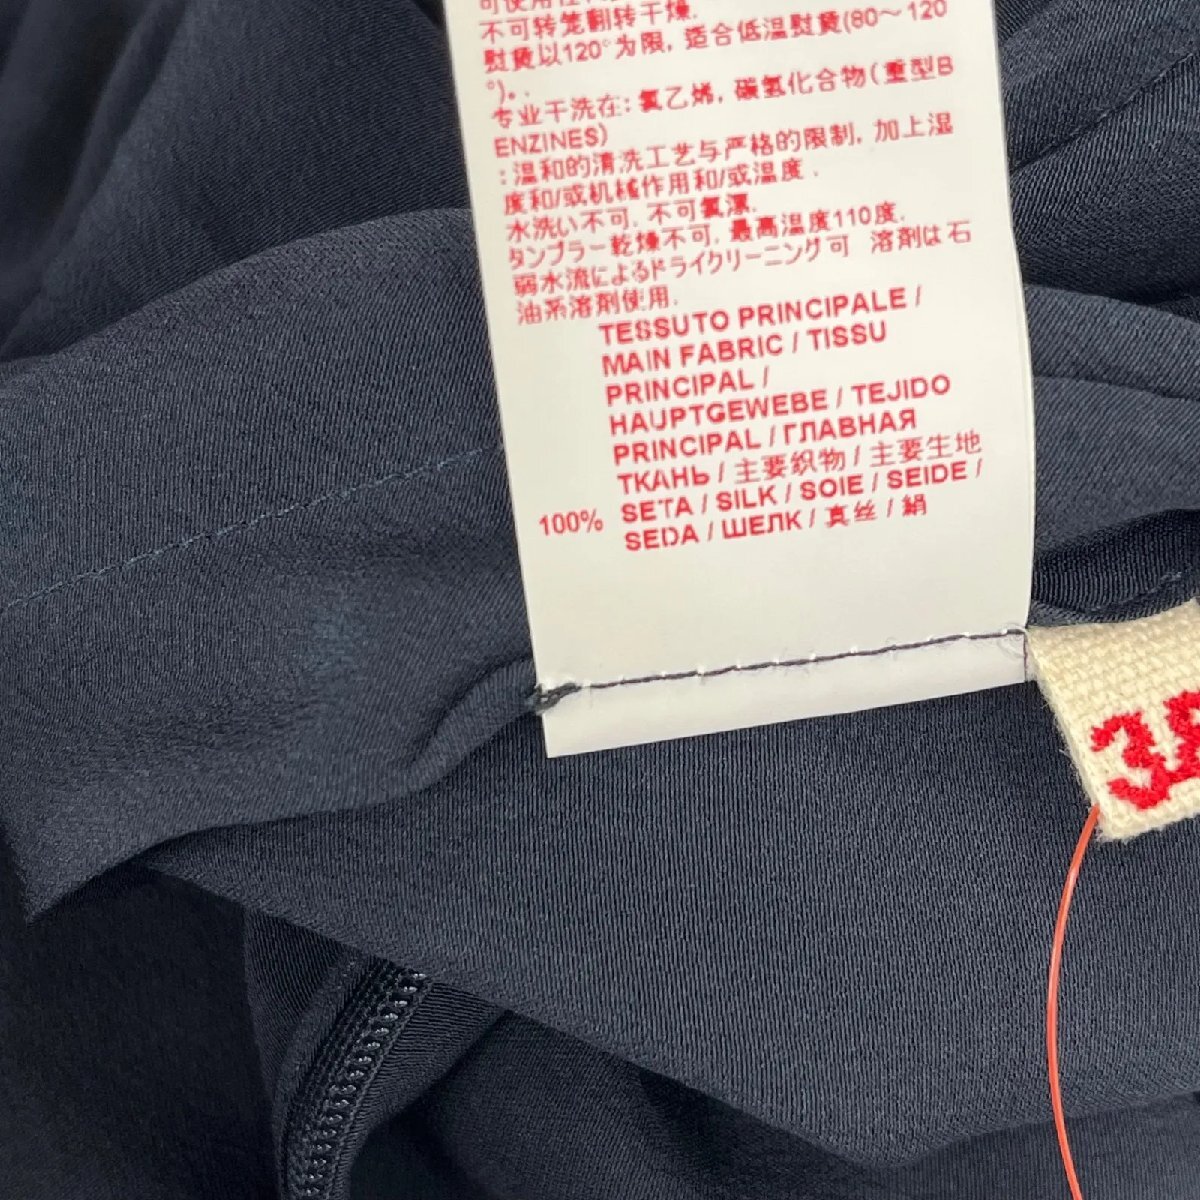 可使用性
不可转笼翻转干燥.
熨烫以120°为限, 适合低温熨烫(80～120
°)。.
专业干洗在: 氯乙烯, 碳氢化合物(重型B
ENZINES)
:温和的清洗工艺与严格的限制, 加上湿
度和/或机械作用和/或温度.
水洗い不可, 不可氯漂.
タンブラー乾燥不可, 最高温度110度.
弱水流によるドライクリーニング可 溶剤は石
油系溶剤使用.
TESSUTO PRINCIPALE /
MAIN FABRIC / TISSU
PRINCIPAL /
HAUPTGEWEBE / TEJIDO
PRINCIPAL / ГЛАВНАЯ
ТКАНЬ / 主要织物 / 主要生地
100% SETA / SILK / SOIE / SEIDE /
SEDA / ШЕЛК / 真丝 / 絹